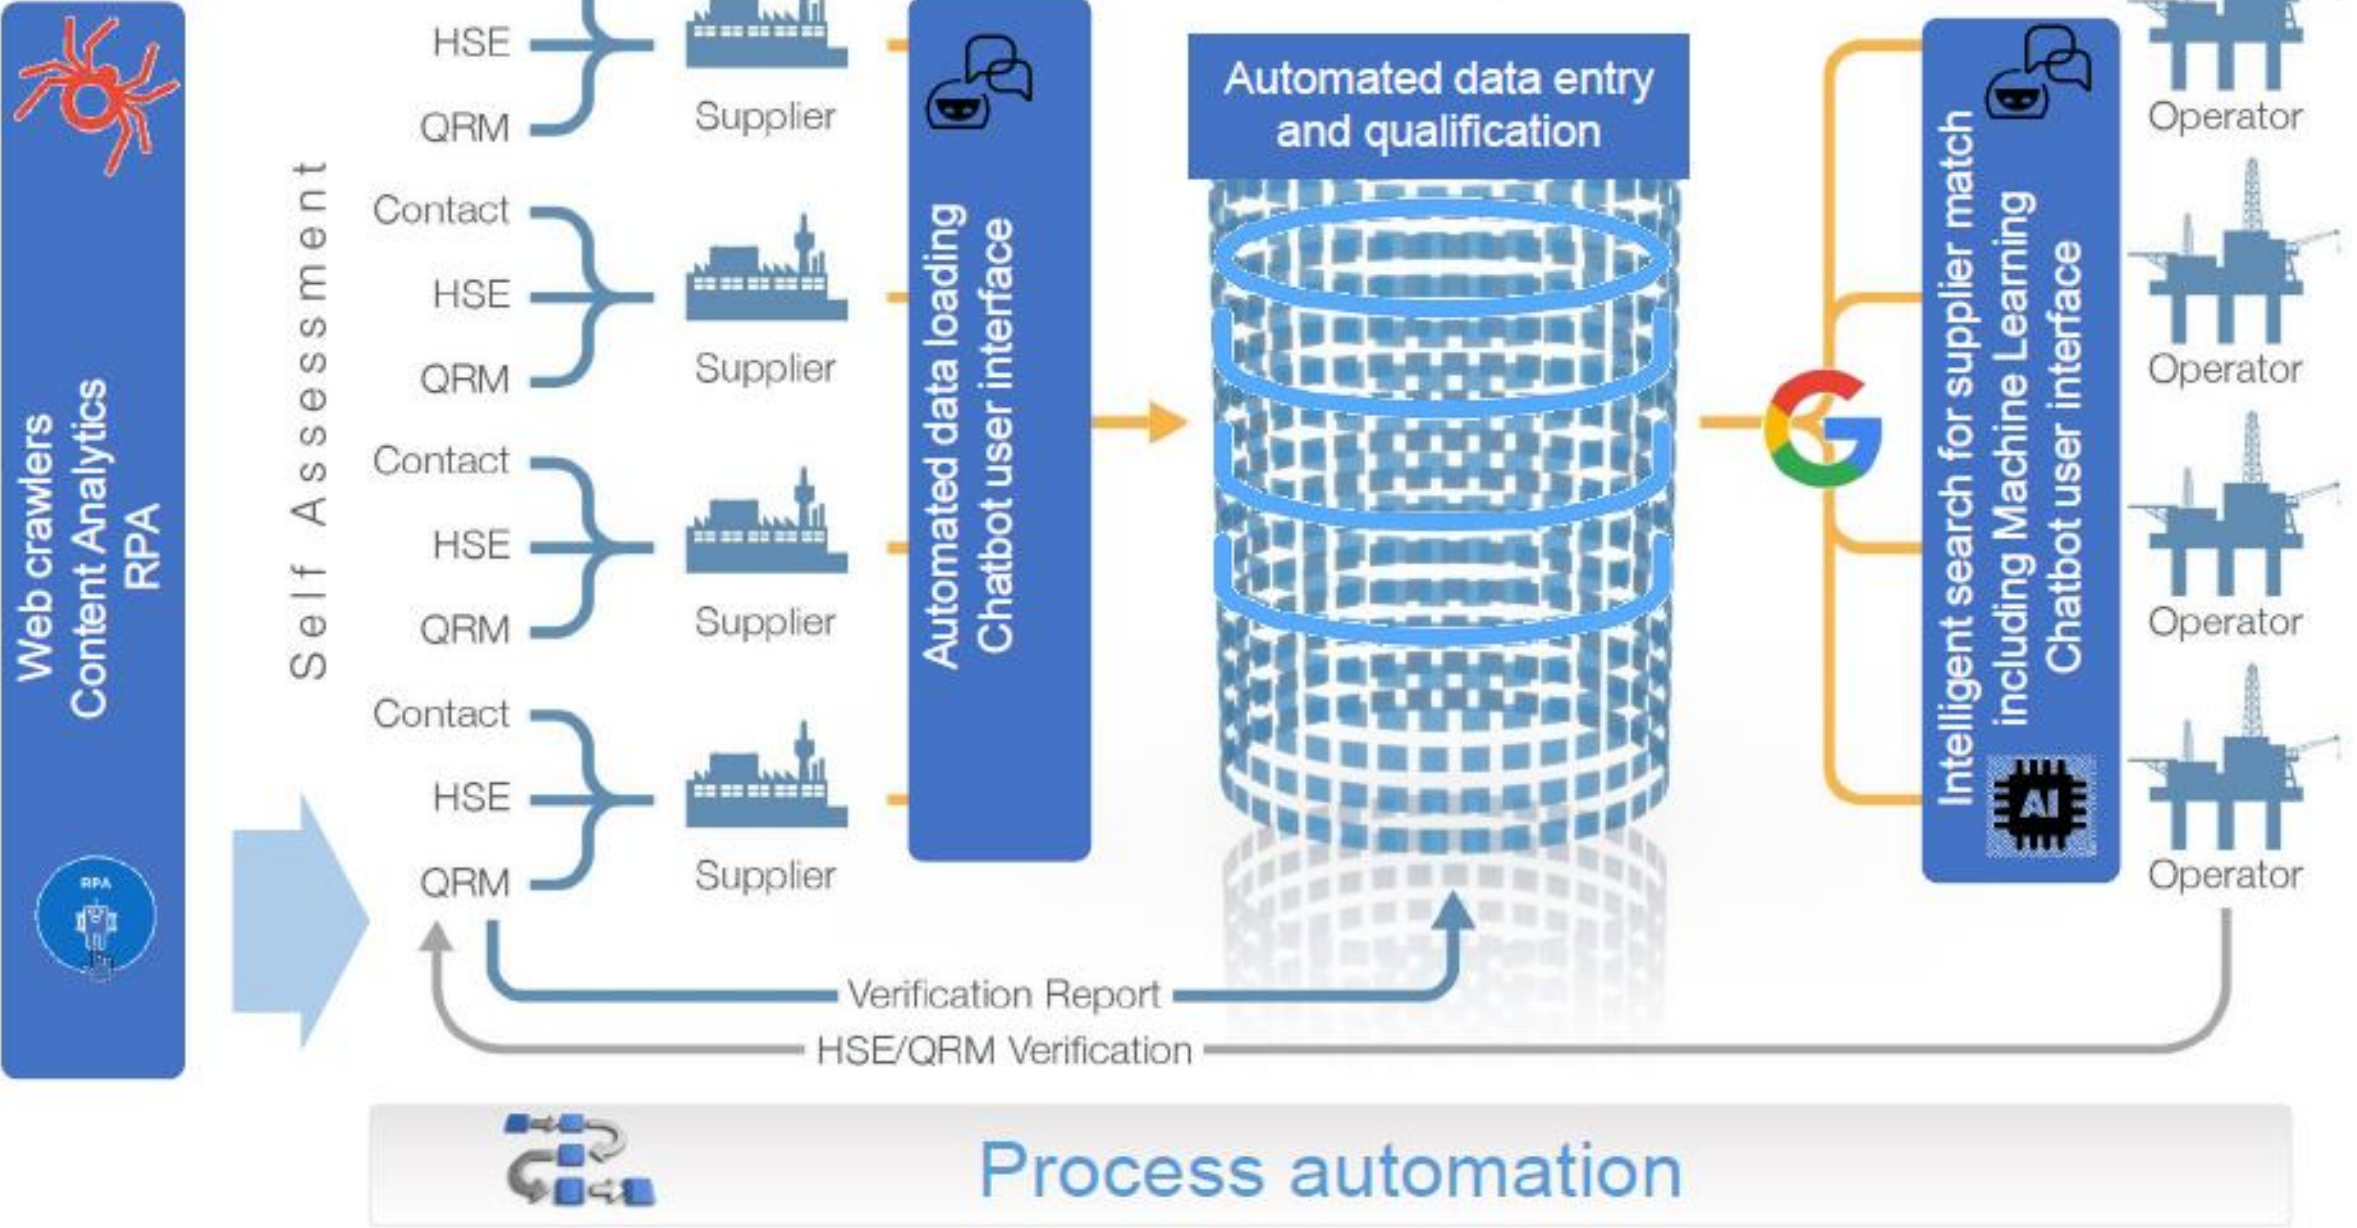 Web crawlers
Content Analytics
RPA
RPA
Self Assessment
HSE
QRM
Supplier
Contact
HSE
QRM
Supplier
Contact
HSE
QRM
Supplier
Contact
HSE
QRM
Supplier
Automated data loading
Chatbot user interface
Automated data entry
and qualification
Intelligent search for supplier match
including Machine Learning
Chatbot user interface
AI
Operator
Operator
Operator
Operator
Verification Report
HSE/QRM Verification
Process automation